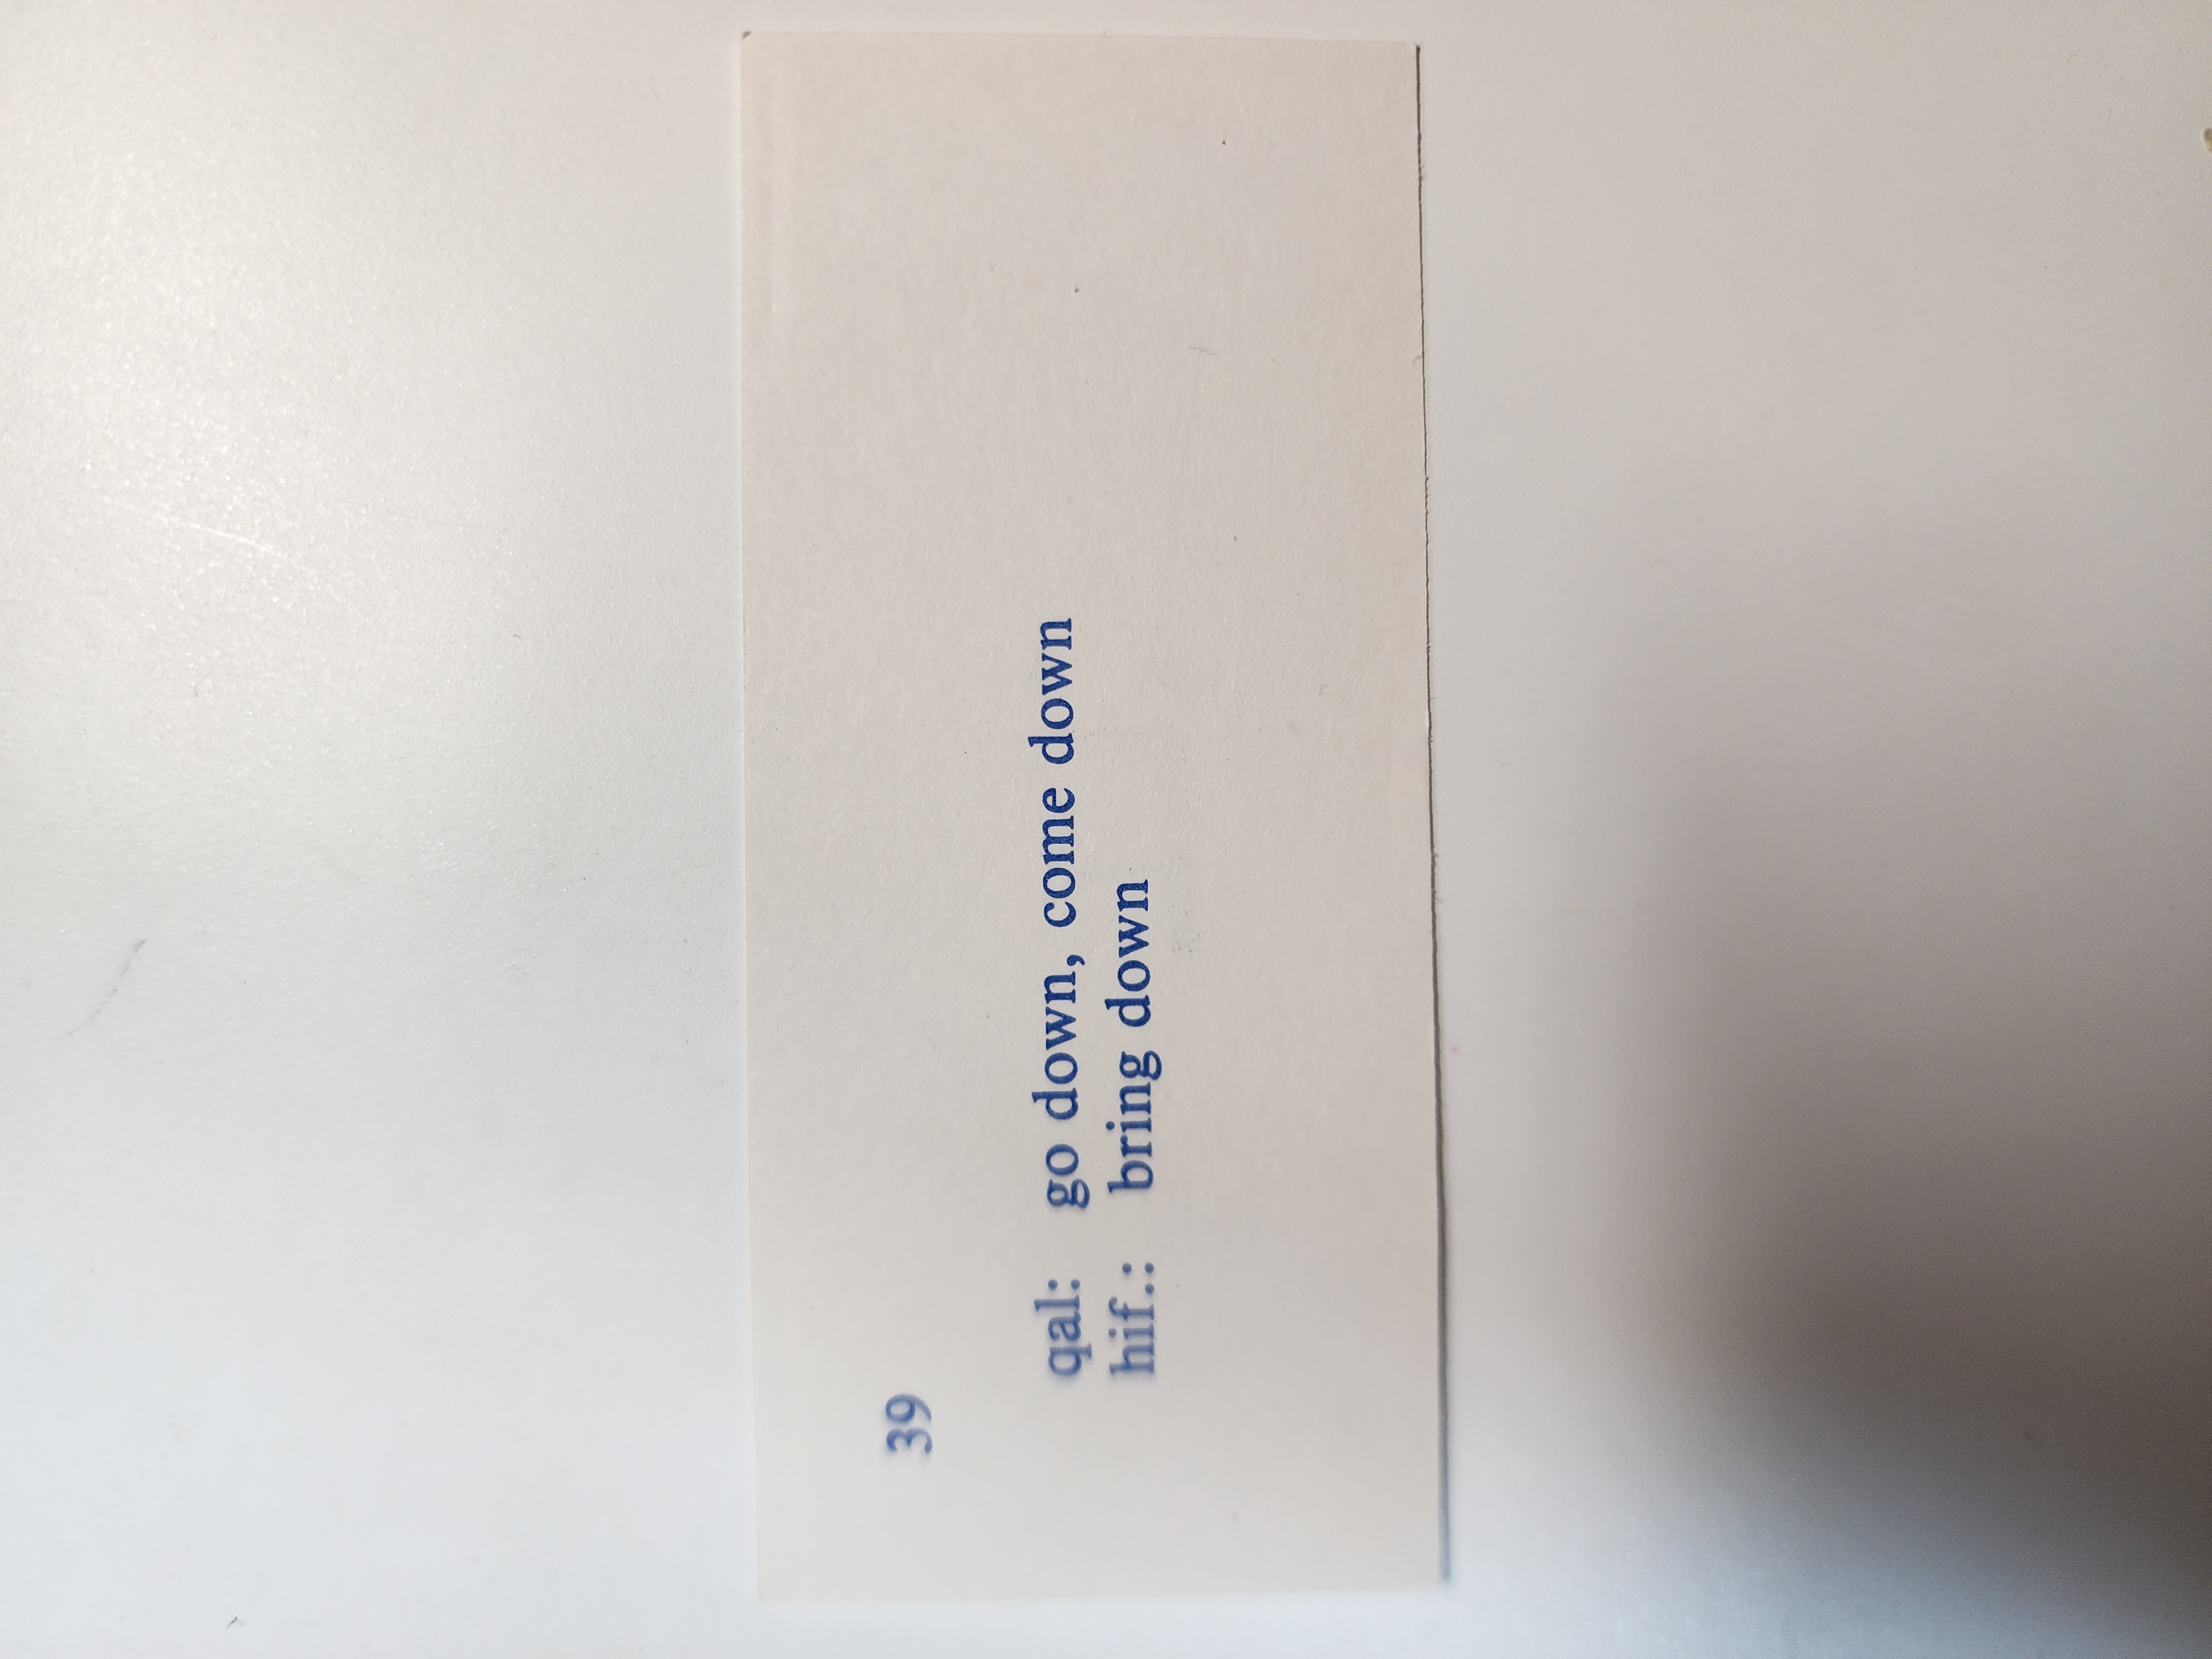 39
qal: go down, come down
hif.: bring down